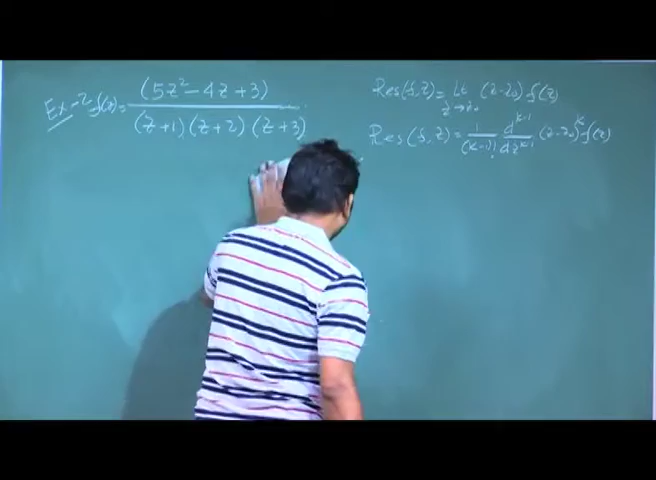 Ex-2 f(z) = (5z² - 4z + 3) / (z+1)(z+2)(z+3)
Res(f, z) = Lt z→z₀ (z-z₀) f(z)
Res(f, z) = 1/(k-1)! d^(k-1)/dz^(k-1) (z-z₀)^k f(z)